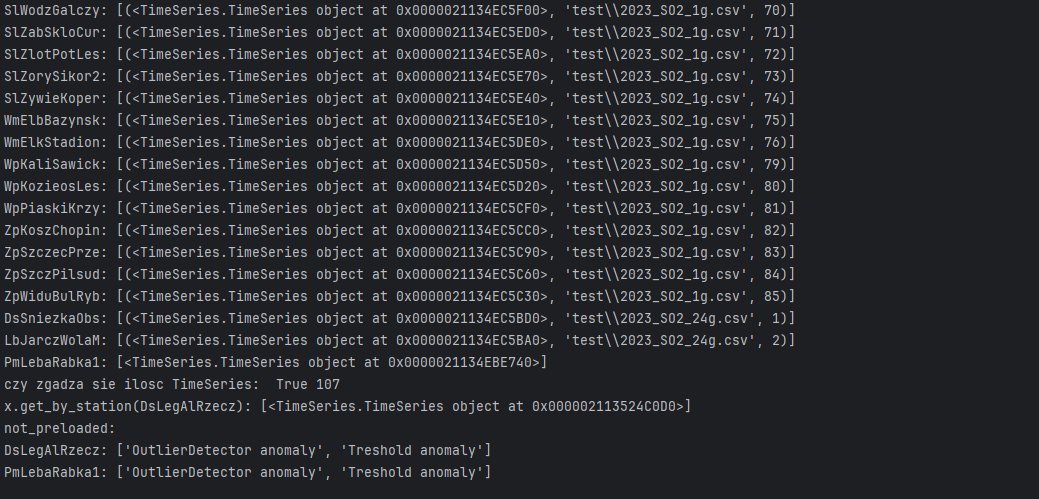 SlWodzGalczy: [(<TimeSeries.TimeSeries object at 0x0000021134EC5F00>, 'test\\2023_SO2_1g.csv', 70)]
SlZabSkloCur: [(<TimeSeries.TimeSeries object at 0x0000021134EC5ED0>, 'test\\2023_SO2_1g.csv', 71)]
SlZlotPotLes: [(<TimeSeries.TimeSeries object at 0x0000021134EC5EA0>, 'test\\2023_SO2_1g.csv', 72)]
SlZorySikor2: [(<TimeSeries.TimeSeries object at 0x0000021134EC5E70>, 'test\\2023_SO2_1g.csv', 73)]
SlZywieKoper: [(<TimeSeries.TimeSeries object at 0x0000021134EC5E40>, 'test\\2023_SO2_1g.csv', 74)]
WmElbBazynsk: [(<TimeSeries.TimeSeries object at 0x0000021134EC5E10>, 'test\\2023_SO2_1g.csv', 75)]
WmElkStadion: [(<TimeSeries.TimeSeries object at 0x0000021134EC5DE0>, 'test\\2023_SO2_1g.csv', 76)]
WpKaliSawick: [(<TimeSeries.TimeSeries object at 0x0000021134EC5D50>, 'test\\2023_SO2_1g.csv', 79)]
WpKozieosLes: [(<TimeSeries.TimeSeries object at 0x0000021134EC5D20>, 'test\\2023_SO2_1g.csv', 80)]
WpPiaskiKrzy: [(<TimeSeries.TimeSeries object at 0x0000021134EC5CF0>, 'test\\2023_SO2_1g.csv', 81)]
ZpKoszChopin: [(<TimeSeries.TimeSeries object at 0x0000021134EC5CC0>, 'test\\2023_SO2_1g.csv', 82)]
ZpSzczecPrze: [(<TimeSeries.TimeSeries object at 0x0000021134EC5C90>, 'test\\2023_SO2_1g.csv', 83)]
ZpSzczPilsud: [(<TimeSeries.TimeSeries object at 0x0000021134EC5C60>, 'test\\2023_SO2_1g.csv', 84)]
ZpWiduBulRyb: [(<TimeSeries.TimeSeries object at 0x0000021134EC5C30>, 'test\\2023_SO2_1g.csv', 85)]
DsSniezkaObs: [(<TimeSeries.TimeSeries object at 0x0000021134EC5BD0>, 'test\\2023_SO2_24g.csv', 1)]
LbJarczWolaM: [(<TimeSeries.TimeSeries object at 0x0000021134EC5BA0>, 'test\\2023_SO2_24g.csv', 2)]
PmLebaRabka1: [<TimeSeries.TimeSeries object at 0x0000021134EBE740>]
czy zgadza sie ilosc TimeSeries:  True 107
x.get_by_station(DsLegAlRzecz): [<TimeSeries.TimeSeries object at 0x000002113524C0D0>]
not_preloaded:
DsLegAlRzecz: ['OutlierDetector anomaly', 'Treshold anomaly']
PmLebaRabka1: ['OutlierDetector anomaly', 'Treshold anomaly']